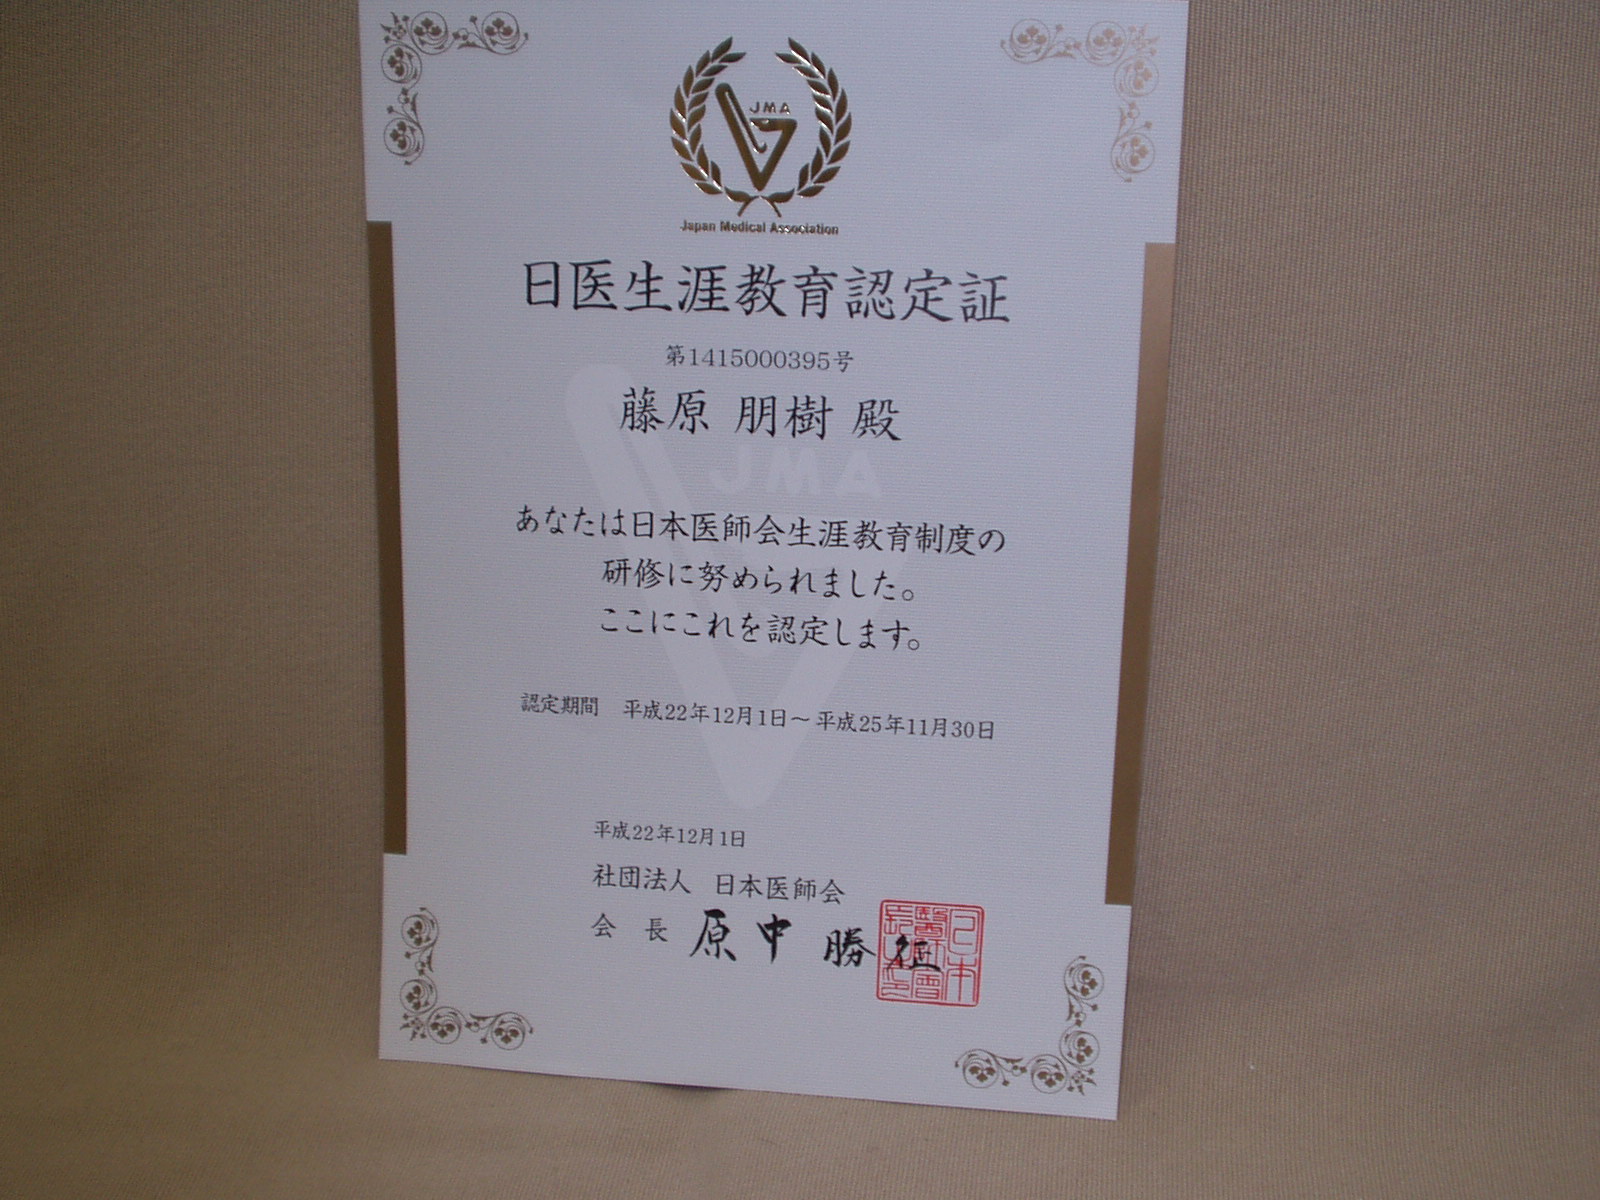 JMA
Japan Medical Association
日医生涯教育認定証
第1415000395号
藤原 朋樹 殿
JMA
あなたは日本医師会生涯教育制度の
研修に努められました。
ここにこれを認定します。
認定期間　平成22年12月1日～平成25年11月30日
平成22年12月1日
社団法人　日本医師会
会　長　原中 勝征